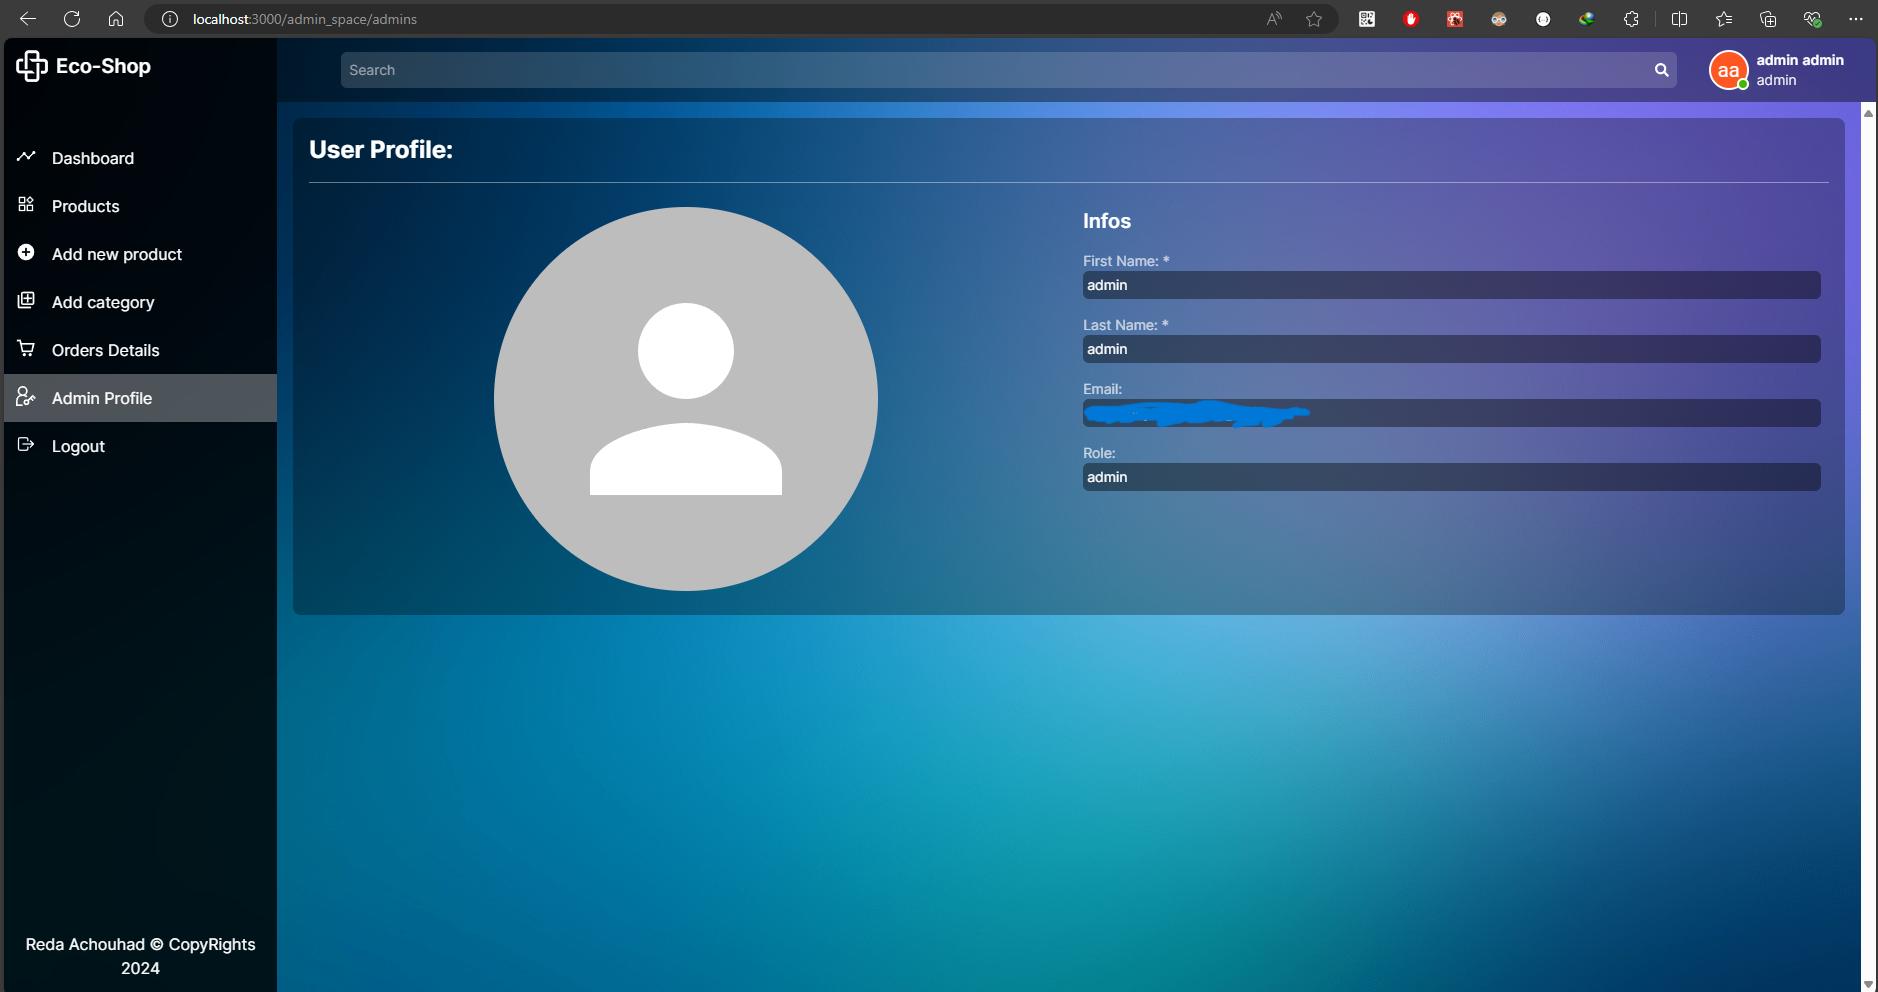 localhost:3000/admin_space/admins
Eco-Shop
Search
aa
admin admin
admin
Dashboard
Products
Add new product
Add category
Orders Details
Admin Profile
Logout
Reda Achouhad © CopyRights
2024
User Profile:
Infos
First Name: *
admin
Last Name: *
admin
Email:
Role:
admin